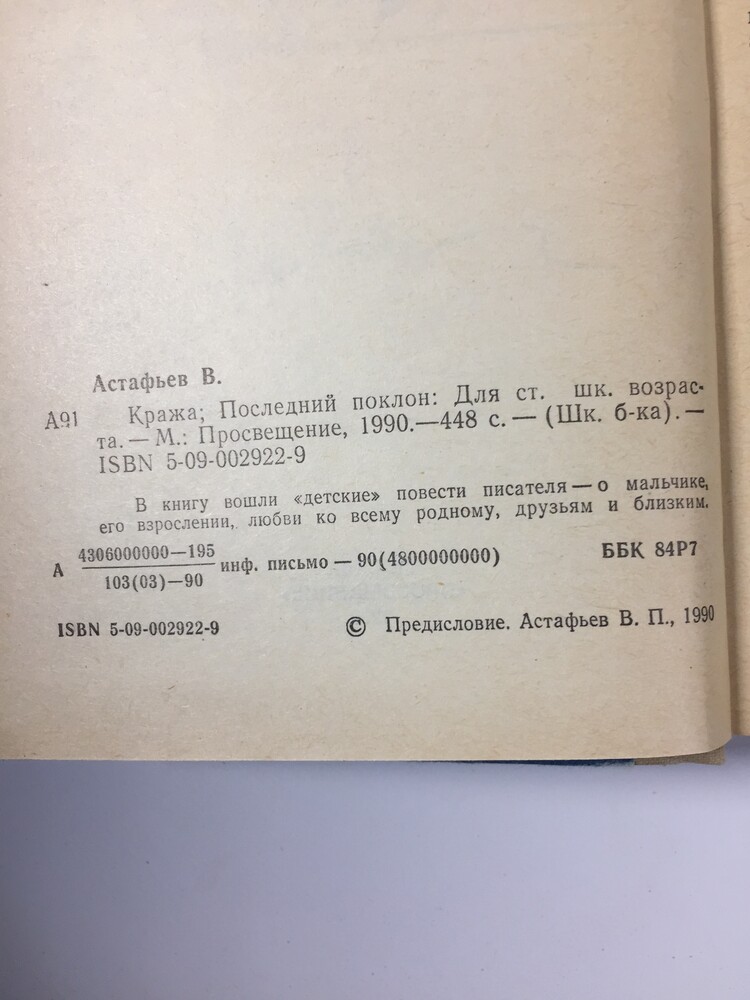 Астафьев В.
А91 Кража; Последний поклон: Для ст. шк. возрас-
та. — М.: Просвещение, 1990.—448 с. — (Шк. б-ка). —
ISBN 5-09-002922-9
В книгу вошли «детские» повести писателя — о мальчике,
его взрослении, любви ко всему родному, друзьям и близким.
А 4306000000—195 инф. письмо — 90(4800000000) ББК 84Р7
103(03)—90
ISBN 5-09-002922-9 © Предисловие. Астафьев В. П., 1990